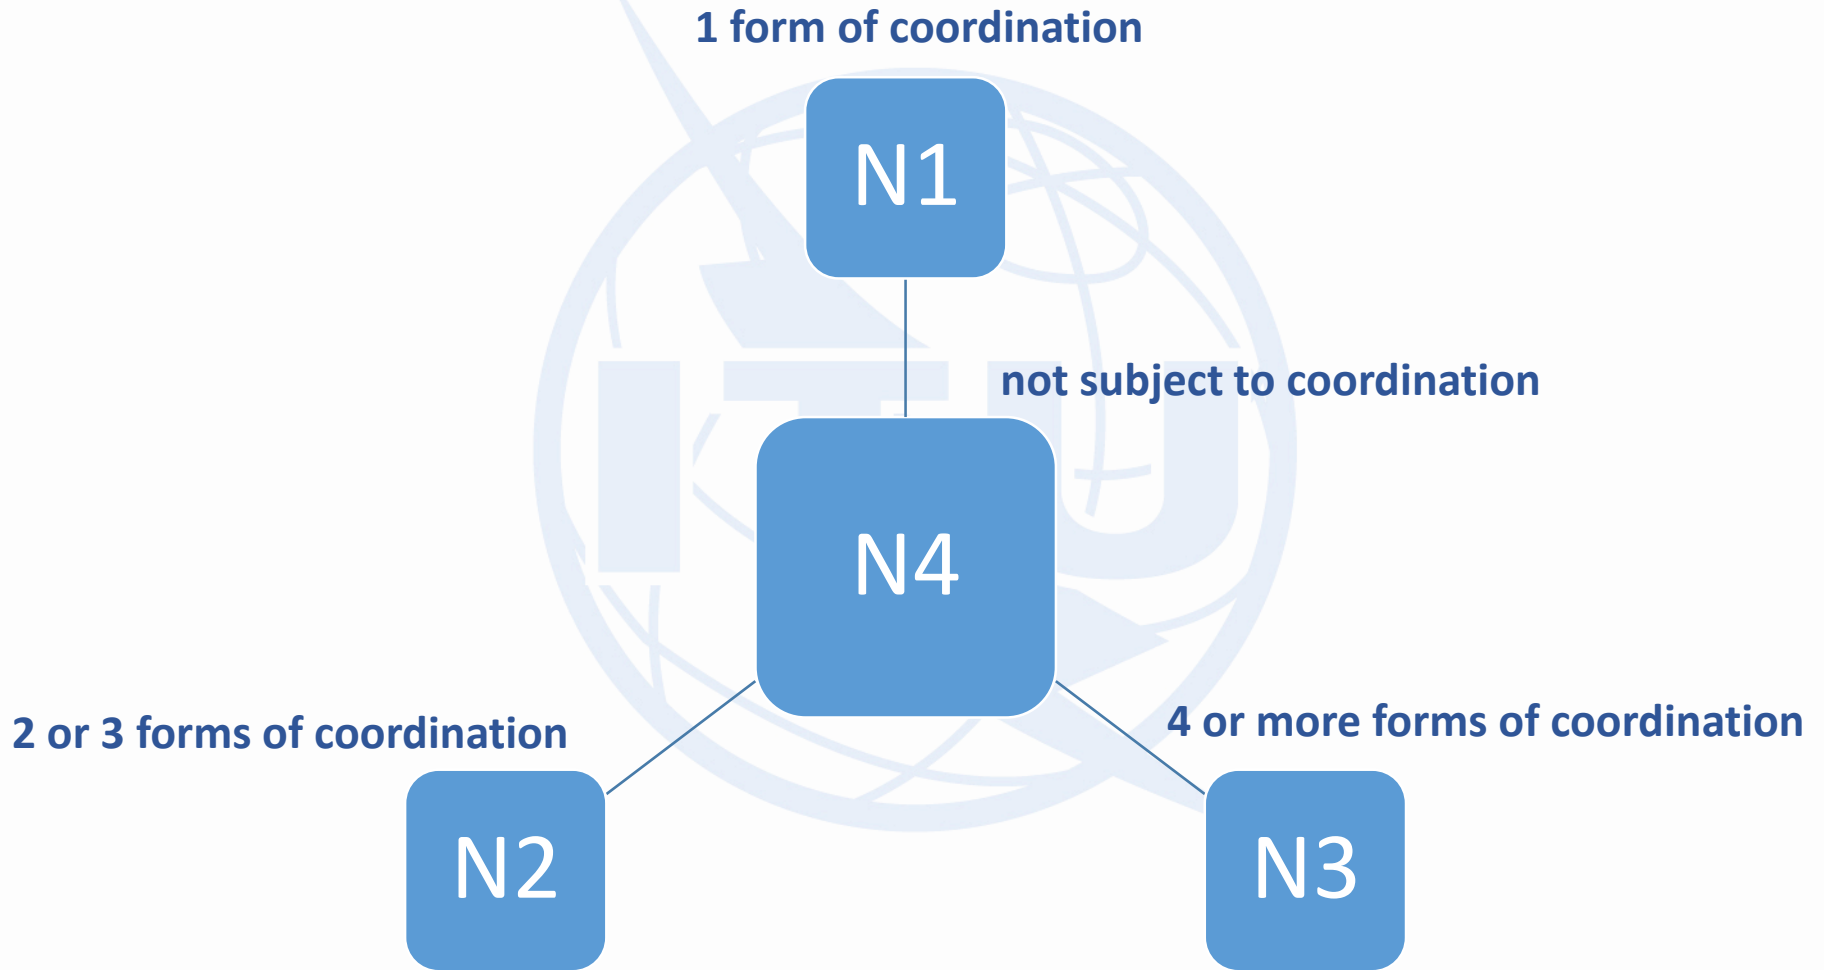 1 form of coordination
N1
not subject to coordination
ITU
N4
2 or 3 forms of coordination
4 or more forms of coordination
N2
N3